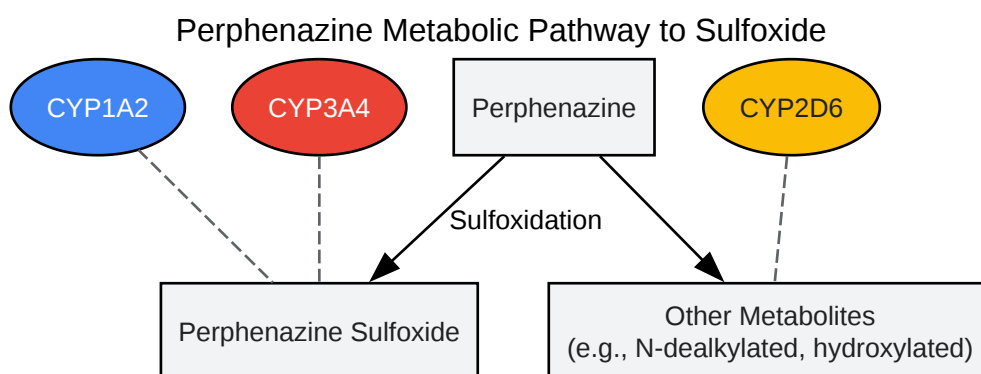 Perphenazine Metabolic Pathway to Sulfoxide
CYP1A2
CYP3A4
Perphenazine
CYP2D6
Sulfoxidation
Perphenazine Sulfoxide
Other Metabolites
(e.g., N-dealkylated, hydroxylated)